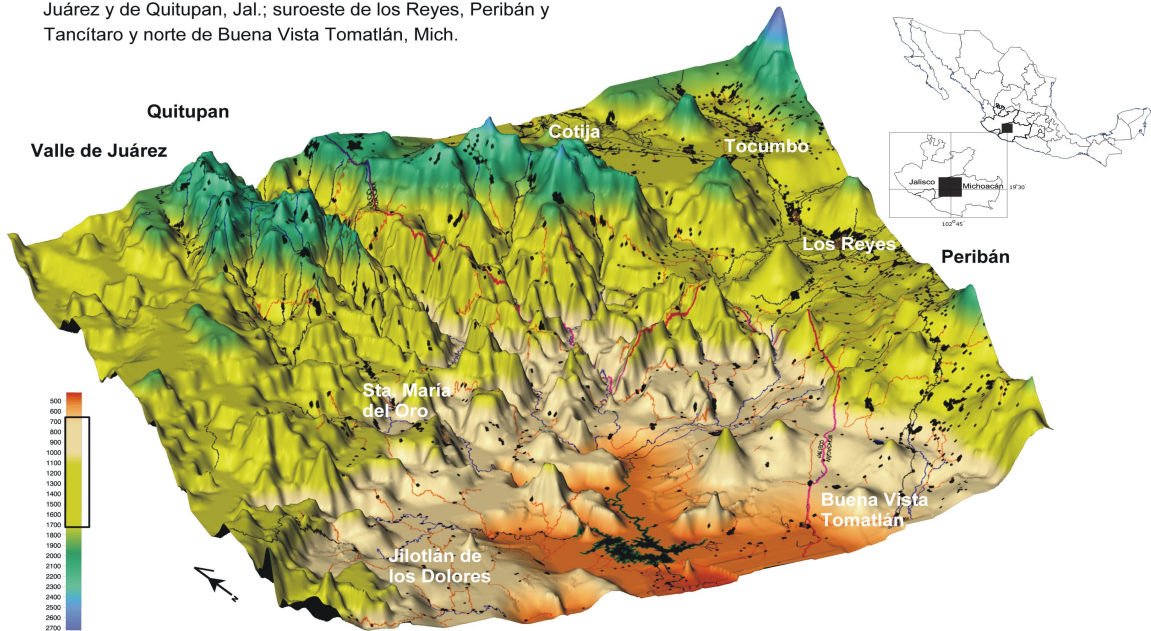 Juárez y de Quitupan, Jal.; suroeste de los Reyes, Peribán y
Tancítaro y norte de Buena Vista Tomatlán, Mich.
Quitupan
Valle de Juárez
Cotija
Tocumbo
Los Reyes
Peribán
Jalisco
Michoacán
19°30´
102°45´
Sta. María
del Oro
Buena Vista
Tomatlán
Jilotlán de
los Dolores
N
500
600
700
800
900
1000
1100
1200
1300
1400
1500
1600
1700
1800
1900
2000
2100
2200
2300
2400
2500
2600
2700